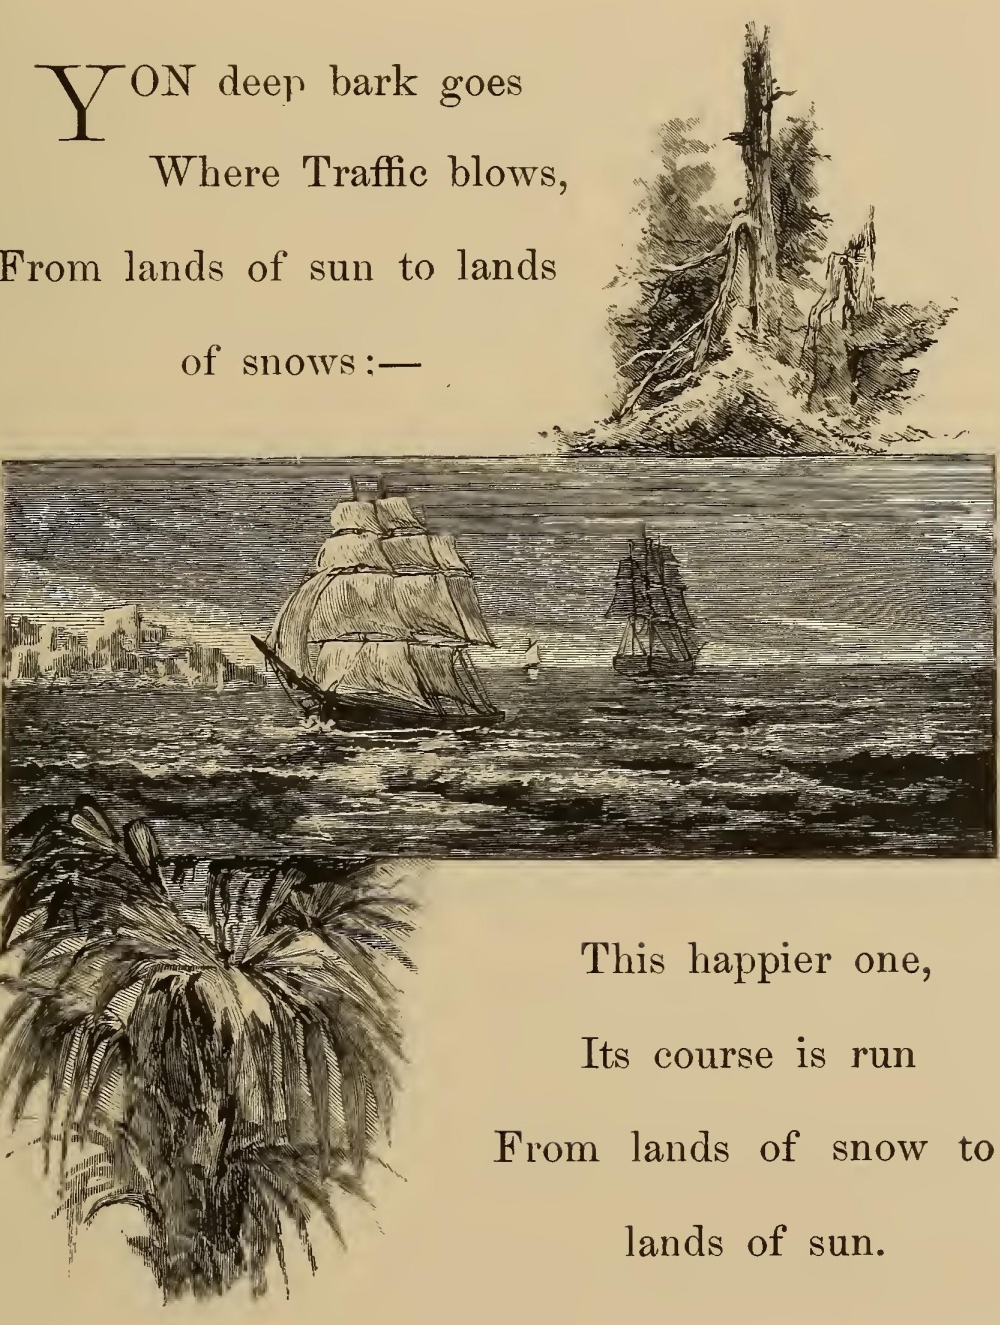 YON deep bark goes
Where Traffic blows,
From lands of sun to lands
of snows:—
This happier one,
Its course is run
From lands of snow to
lands of sun.